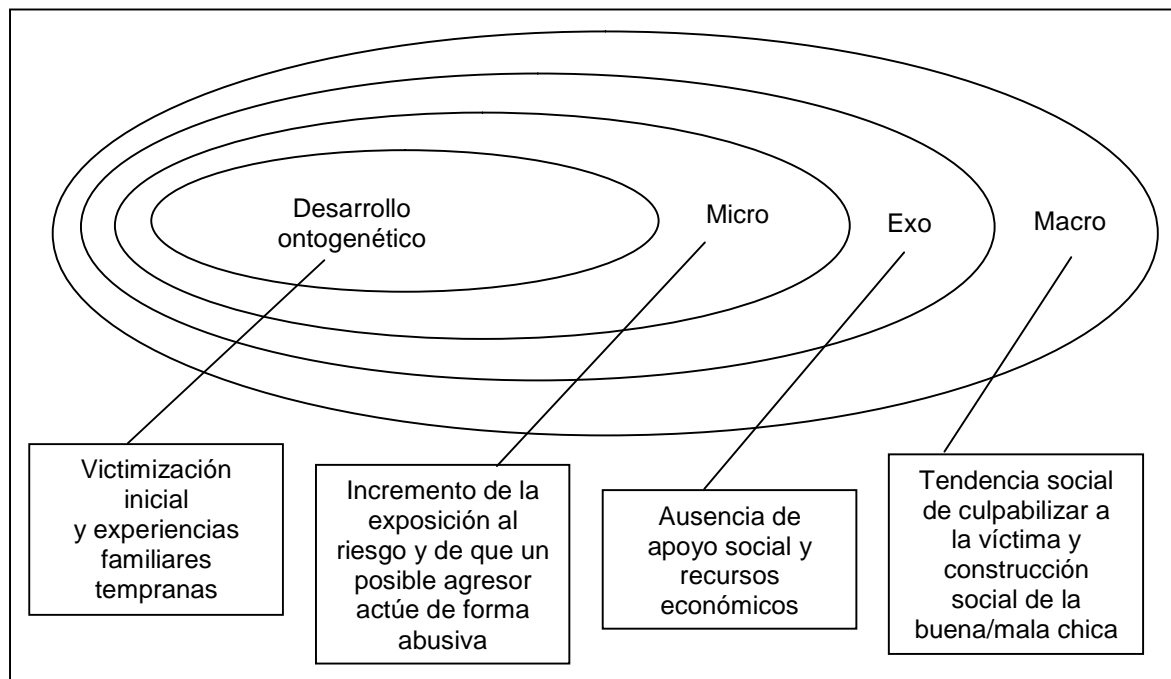 Desarrollo
ontogenético
Micro
Exo
Macro
Victimización
inicial
y experiencias
familiares
tempranas
Incremento de la
exposición al
riesgo y de que un
posible agresor
actúe de forma
abusiva
Ausencia de
apoyo social y
recursos
económicos
Tendencia social
de culpabilizar a
la víctima y
construcción
social de la
buena/mala chica